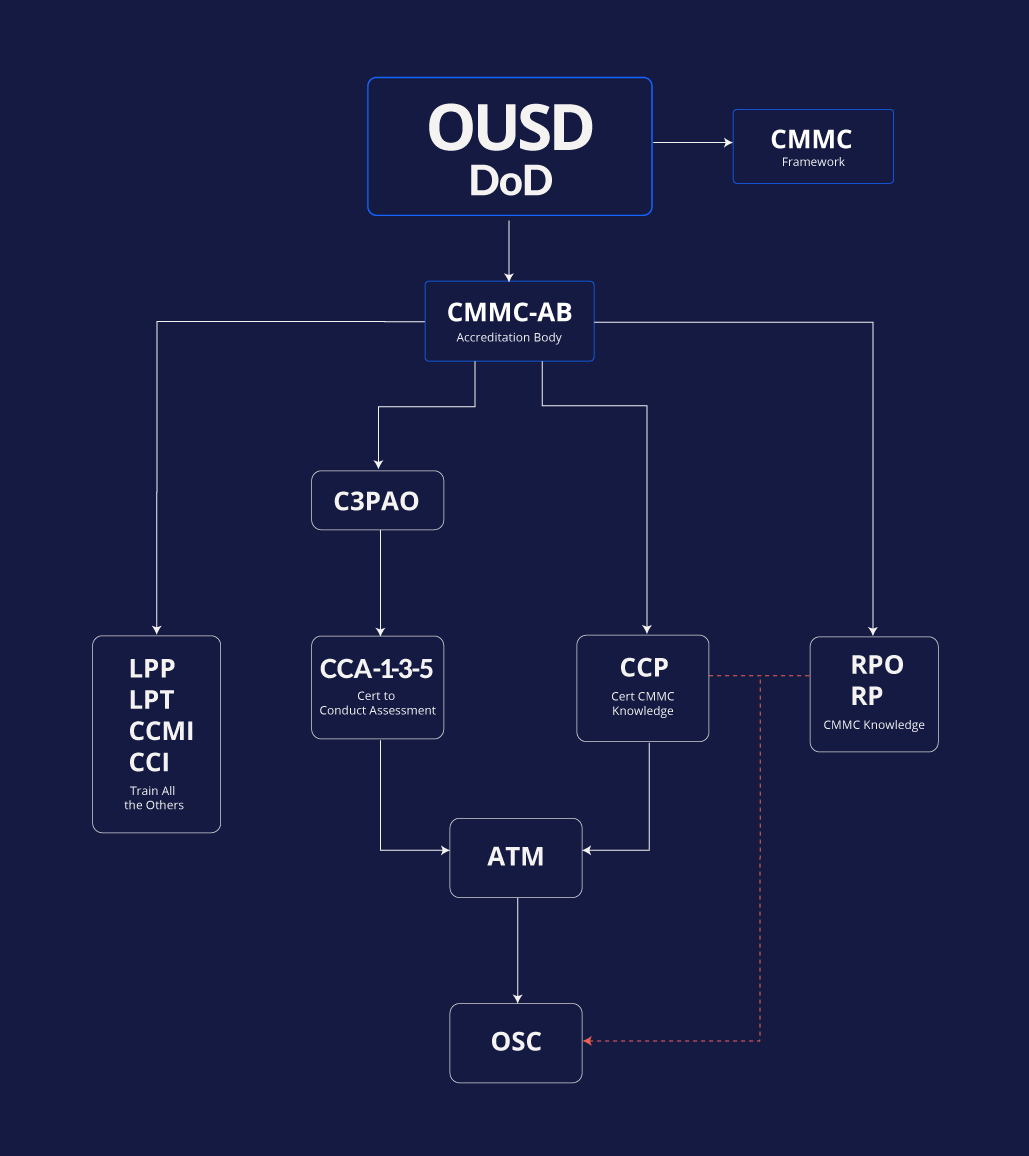 OUSD
DoD
CMMC
Framework
CMMC-AB
Accreditation Body
C3PAO
LPP
LPT
CCMI
CCI
Train All
the Others
CCA-1-3-5
Cert to
Conduct Assessment
CCP
Cert CMMC
Knowledge
RPO
RP
CMMC Knowledge
ATM
OSC